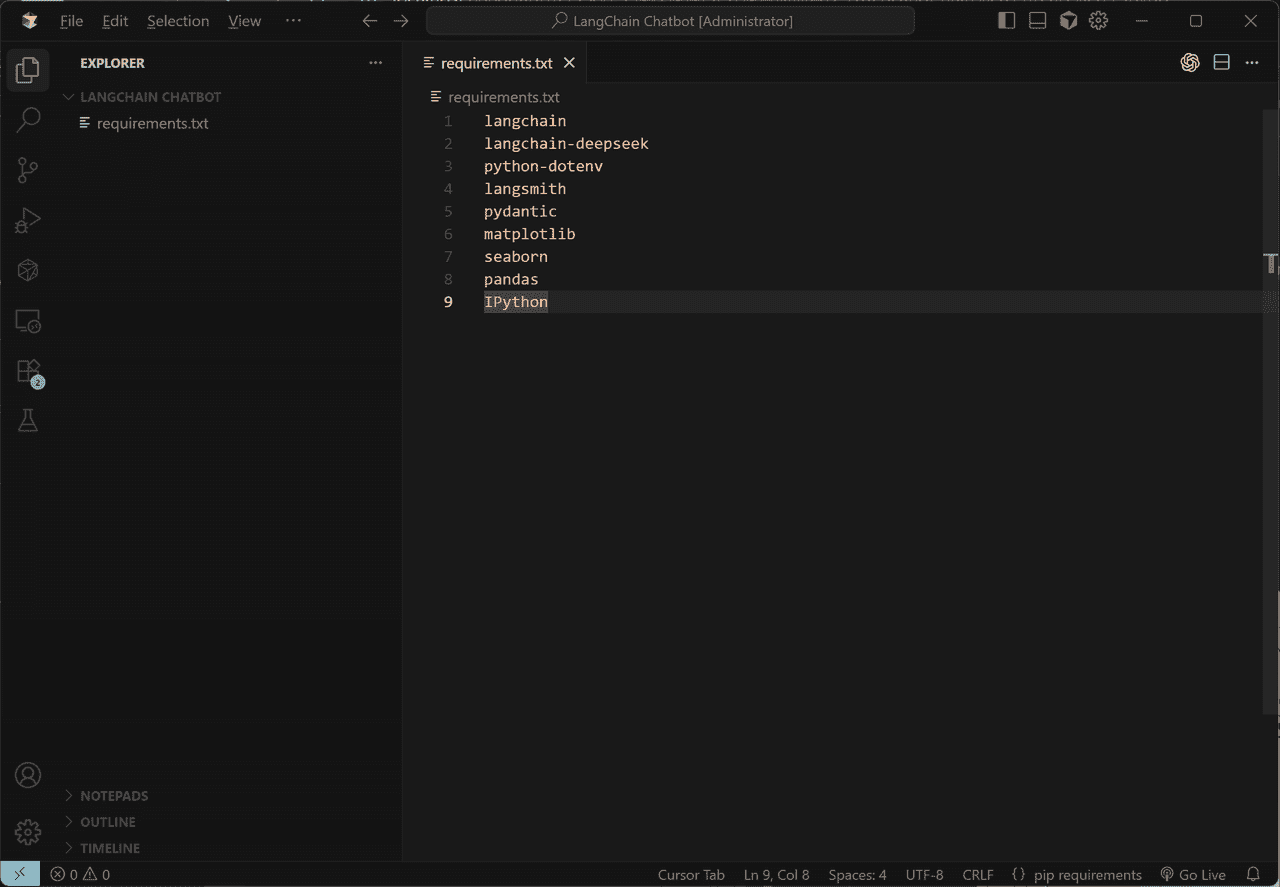 File Edit Selection View ··· LangChain Chatbot [Administrator]
EXPLORER ···
LANGCHAIN CHATBOT
requirements.txt
2
NOTEPADS
OUTLINE
TIMELINE
requirements.txt
requirements.txt
1 langchain
2 langchain-deepseek
3 python-dotenv
4 langsmith
5 pydantic
6 matplotlib
7 seaborn
8 pandas
9 IPython
0 0 Cursor Tab Ln 9, Col 8 Spaces: 4 UTF-8 CRLF {} pip requirements Go Live